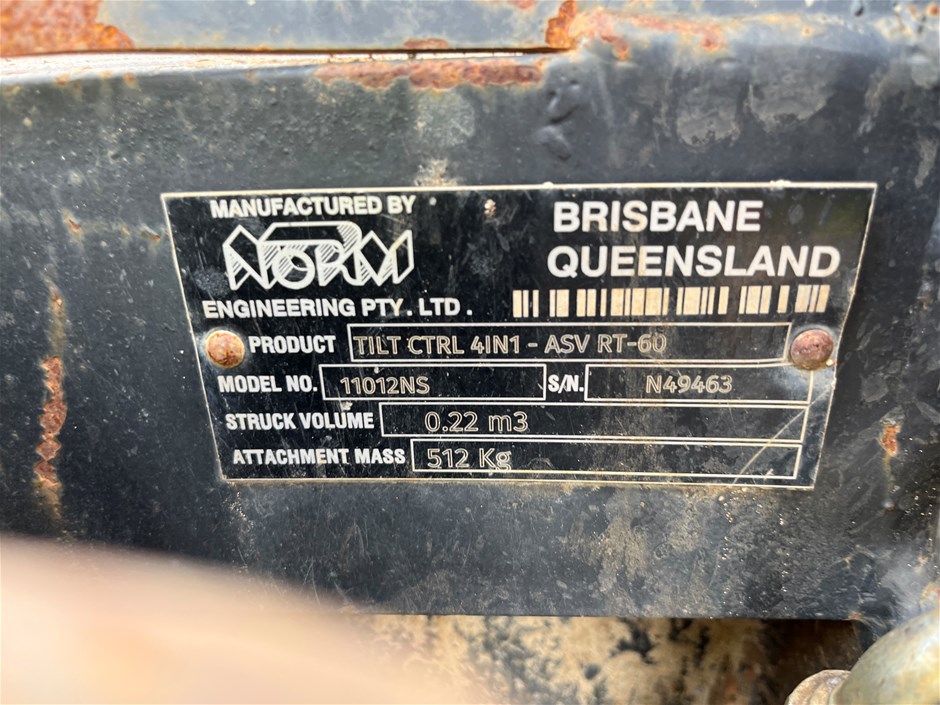 MANUFACTURED BY
NORM
ENGINEERING PTY. LTD.
BRISBANE
QUEENSLAND
PRODUCT TILT CTRL 4IN1 - ASV RT-60
MODEL NO. 11012NS S/N. N49463
STRUCK VOLUME 0.22 m3
ATTACHMENT MASS 512 Kg